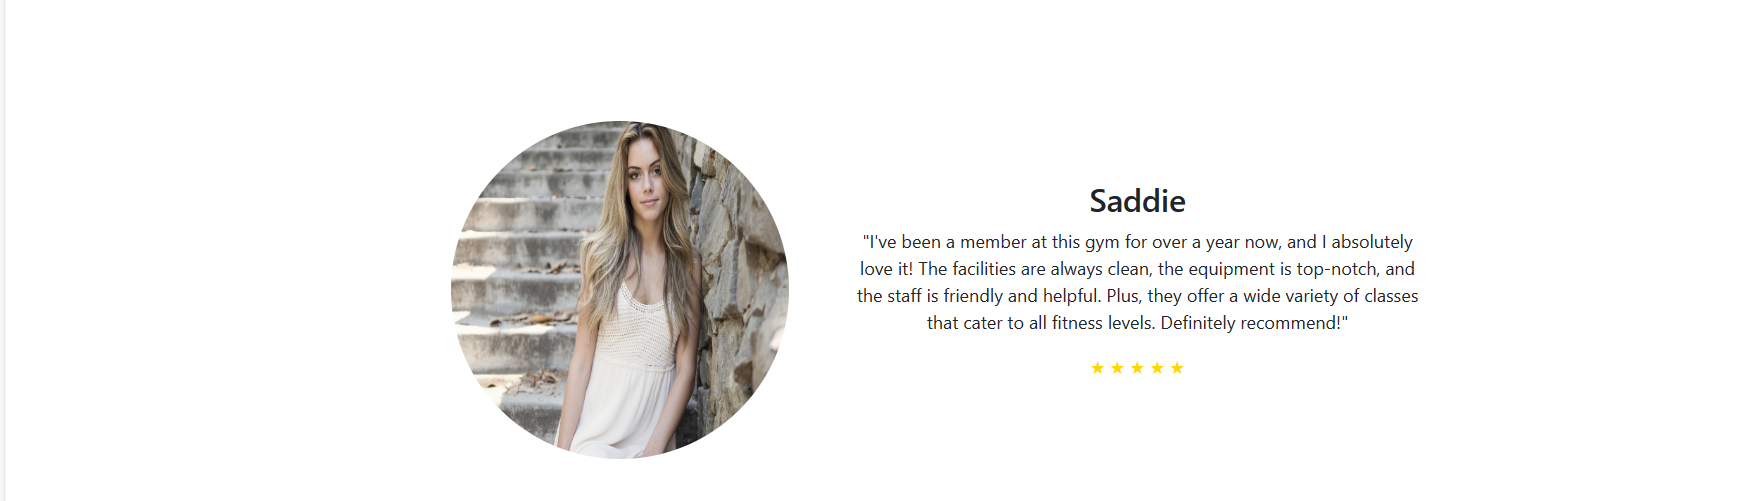 Saddie
"I've been a member at this gym for over a year now, and I absolutely
love it! The facilities are always clean, the equipment is top-notch, and
the staff is friendly and helpful. Plus, they offer a wide variety of classes
that cater to all fitness levels. Definitely recommend!"
★ ★ ★ ★ ★